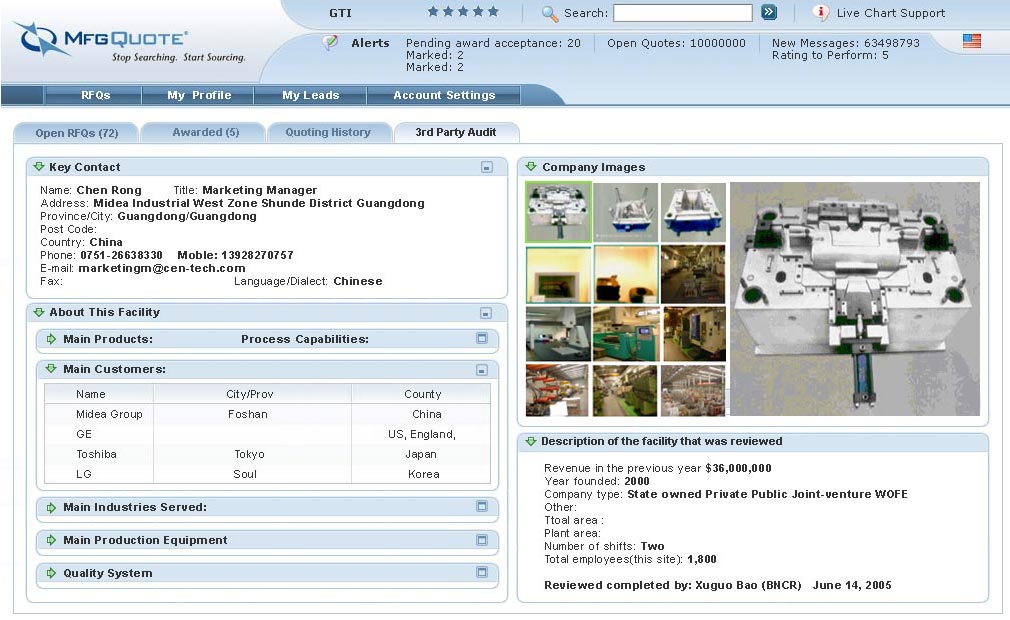 GTI
Search:
Live Chart Support
MFGQUOTE
Stop Searching. Start Sourcing.
Alerts
Pending award acceptance: 20
Marked: 2
Marked: 2
Open Quotes: 10000000
New Messages: 63498793
Rating to Perform: 5
RFQs My Profile My Leads Account Settings
Open RFQs (72) Awarded (5) Quoting History 3rd Party Audit
Key Contact
Name: Chen Rong Title: Marketing Manager
Address: Midea Industrial West Zone Shunde District Guangdong
Province/City: Guangdong/Guangdong
Post Code:
Country: China
Phone: 0751-26638330 Moble: 13928270757
E-mail: marketingm@cen-tech.com
Fax: Language/Dialect: Chinese
About This Facility
Main Products: Process Capabilities:
Main Customers:
Name City/Prov County
Midea Group Foshan China
GE US, England,
Toshiba Tokyo Japan
LG Soul Korea
Main Industries Served:
Main Production Equipment
Quality System
Company Images
Description of the facility that was reviewed
Revenue in the previous year $36,000,000
Year founded: 2000
Company type: State owned Private Public Joint-venture WOFE
Other:
Ttoal area :
Plant area:
Number of shifts: Two
Total employees(this site): 1,800
Reviewed completed by: Xuguo Bao (BNCR) June 14, 2005